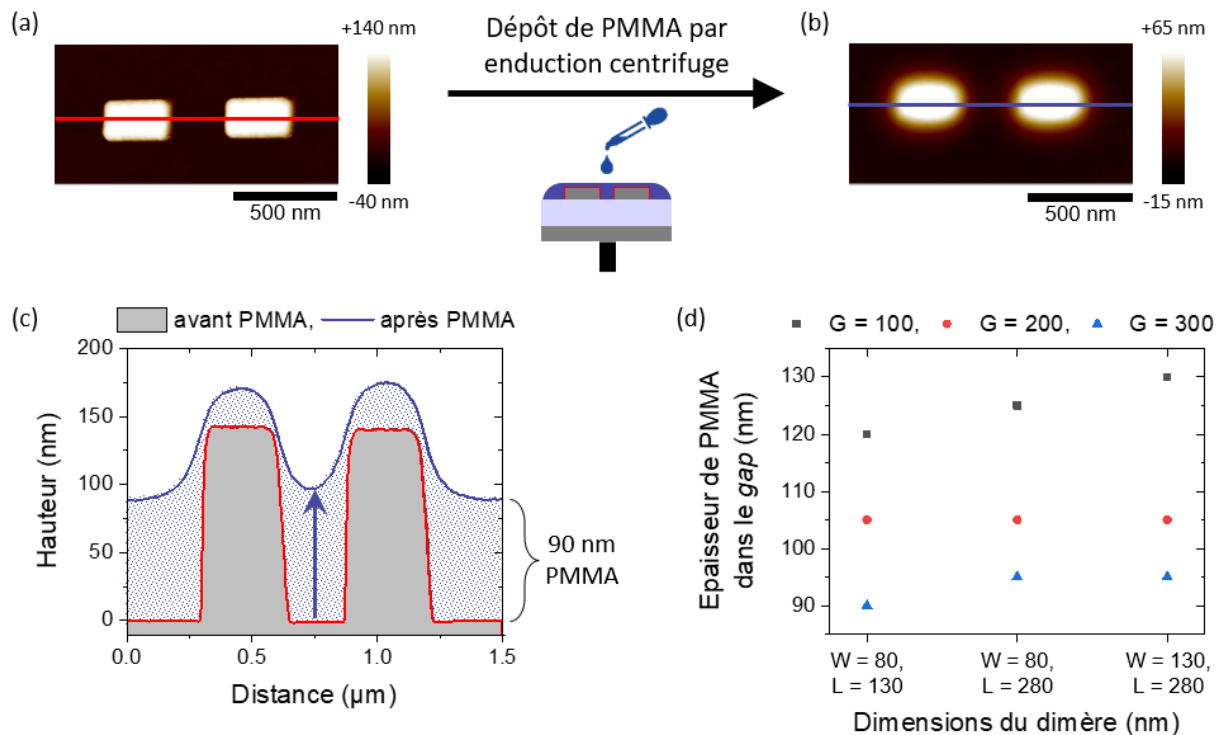 (a)
+140 nm
-40 nm
500 nm
Dépôt de PMMA par
enduction centrifuge
(b)
+65 nm
-15 nm
500 nm
(c)
avant PMMA, après PMMA
200
150
100
50
0
Hauteur (nm)
0.0 0.5 1.0 1.5
Distance (µm)
90 nm
PMMA
(d)
G = 100, G = 200, G = 300
130
120
110
100
90
Epaisseur de PMMA
dans le gap (nm)
W = 80, W = 80, W = 130,
L = 130 L = 280 L = 280
Dimensions du dimère (nm)